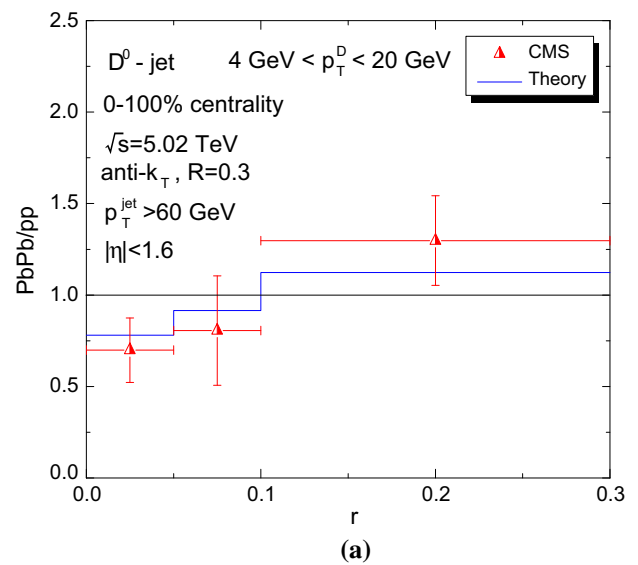 2.5
2.0
1.5
1.0
0.5
0.0
PbPb/pp
D⁰ - jet 4 GeV < p_T^D < 20 GeV
0-100% centrality
√s=5.02 TeV
anti-k_T , R=0.3
p_T^jet >60 GeV
|η|<1.6
CMS
Theory
0.0 0.1 0.2 0.3
r
(a)